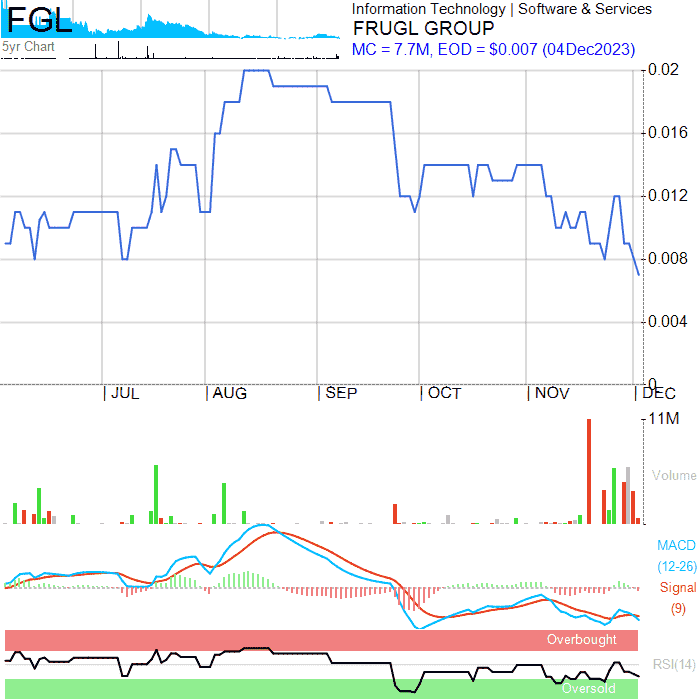 FGL
Information Technology | Software & Services
FRUGL GROUP
5yr Chart
MC = 7.7M, EOD = $0.007 (04Dec2023)
0.02
0.016
0.012
0.008
0.004
0
JUL AUG SEP OCT NOV DEC
11M
Volume
MACD
(12-26)
Signal
(9)
Overbought
RSI(14)
Oversold